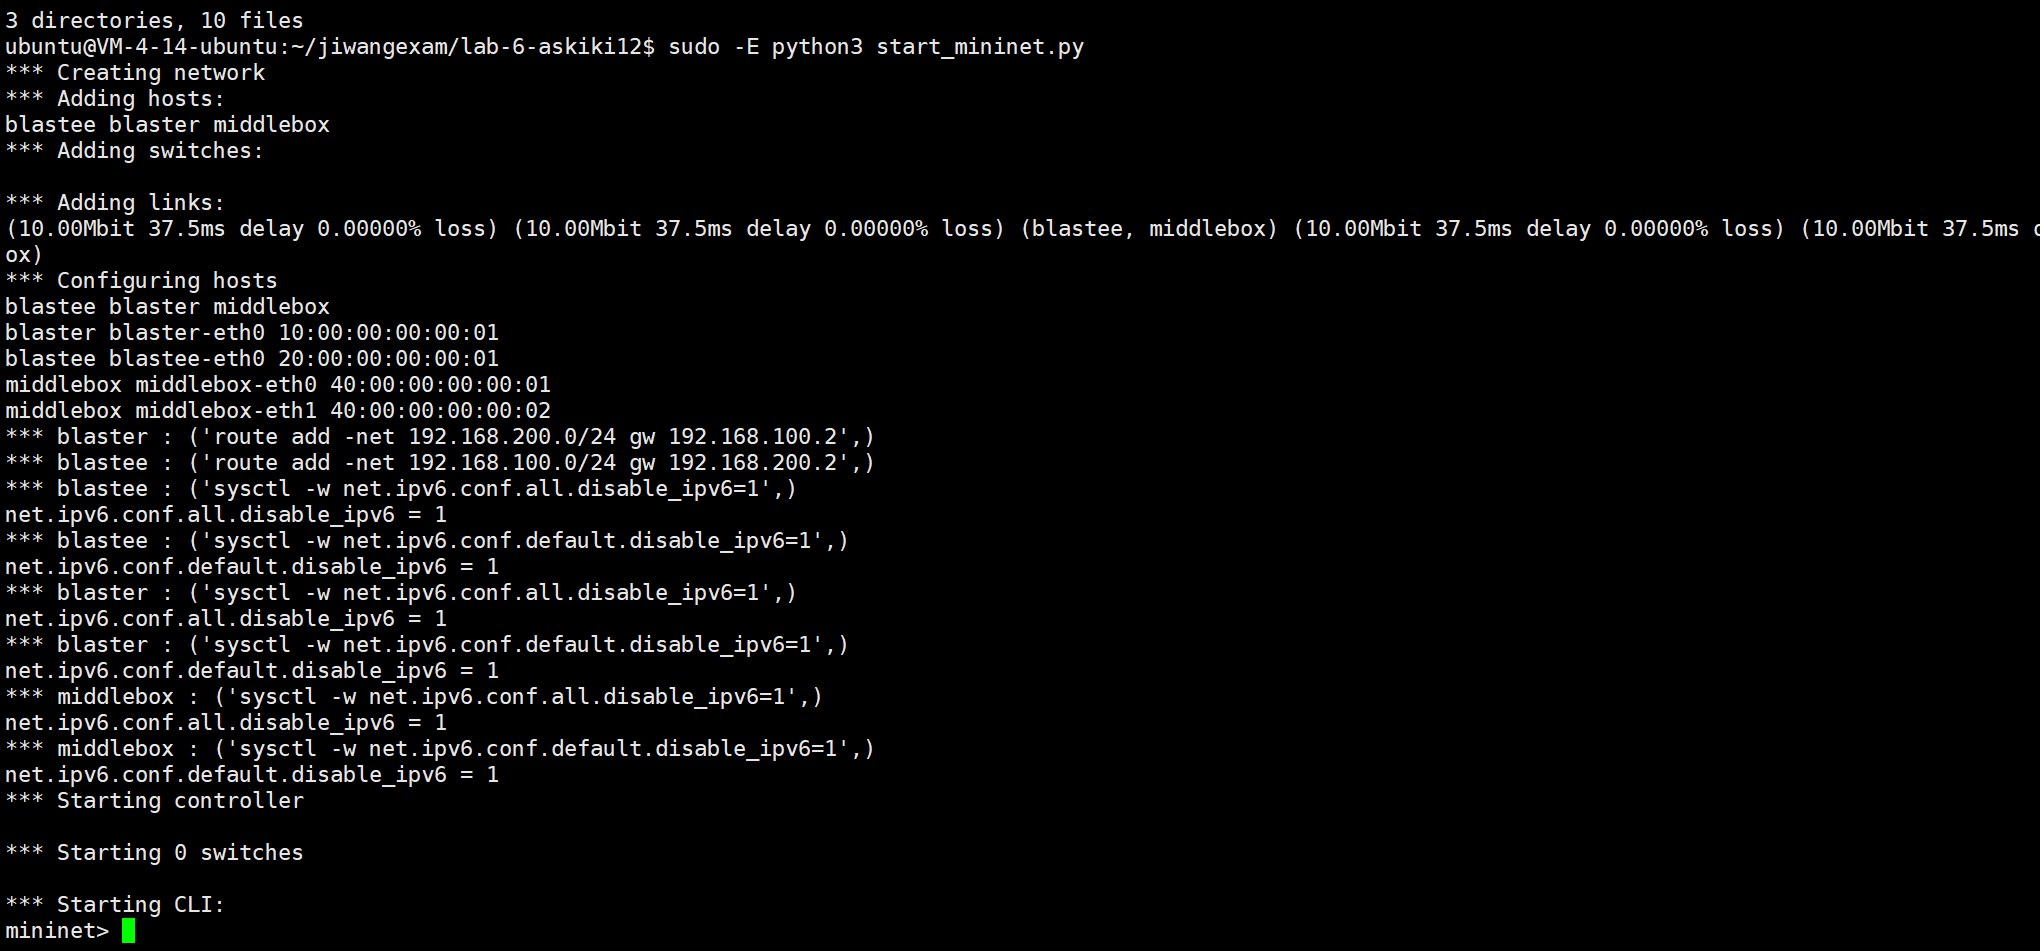 3 directories, 10 files
ubuntu@VM-4-14-ubuntu:~/jiwangexam/lab-6-askiki12$ sudo -E python3 start_mininet.py
*** Creating network
*** Adding hosts:
blastee blaster middlebox
*** Adding switches:

*** Adding links:
(10.00Mbit 37.5ms delay 0.00000% loss) (10.00Mbit 37.5ms delay 0.00000% loss) (blastee, middlebox) (10.00Mbit 37.5ms delay 0.00000% loss) (10.00Mbit 37.5ms
ox)
*** Configuring hosts
blastee blaster middlebox
blaster blaster-eth0 10:00:00:00:00:01
blastee blastee-eth0 20:00:00:00:00:01
middlebox middlebox-eth0 40:00:00:00:00:01
middlebox middlebox-eth1 40:00:00:00:00:02
*** blaster : ('route add -net 192.168.200.0/24 gw 192.168.100.2',)
*** blastee : ('route add -net 192.168.100.0/24 gw 192.168.200.2',)
*** blastee : ('sysctl -w net.ipv6.conf.all.disable_ipv6=1',)
net.ipv6.conf.all.disable_ipv6 = 1
*** blastee : ('sysctl -w net.ipv6.conf.default.disable_ipv6=1',)
net.ipv6.conf.default.disable_ipv6 = 1
*** blaster : ('sysctl -w net.ipv6.conf.all.disable_ipv6=1',)
net.ipv6.conf.all.disable_ipv6 = 1
*** blaster : ('sysctl -w net.ipv6.conf.default.disable_ipv6=1',)
net.ipv6.conf.default.disable_ipv6 = 1
*** middlebox : ('sysctl -w net.ipv6.conf.all.disable_ipv6=1',)
net.ipv6.conf.all.disable_ipv6 = 1
*** middlebox : ('sysctl -w net.ipv6.conf.default.disable_ipv6=1',)
net.ipv6.conf.default.disable_ipv6 = 1
*** Starting controller

*** Starting 0 switches

*** Starting CLI:
mininet>